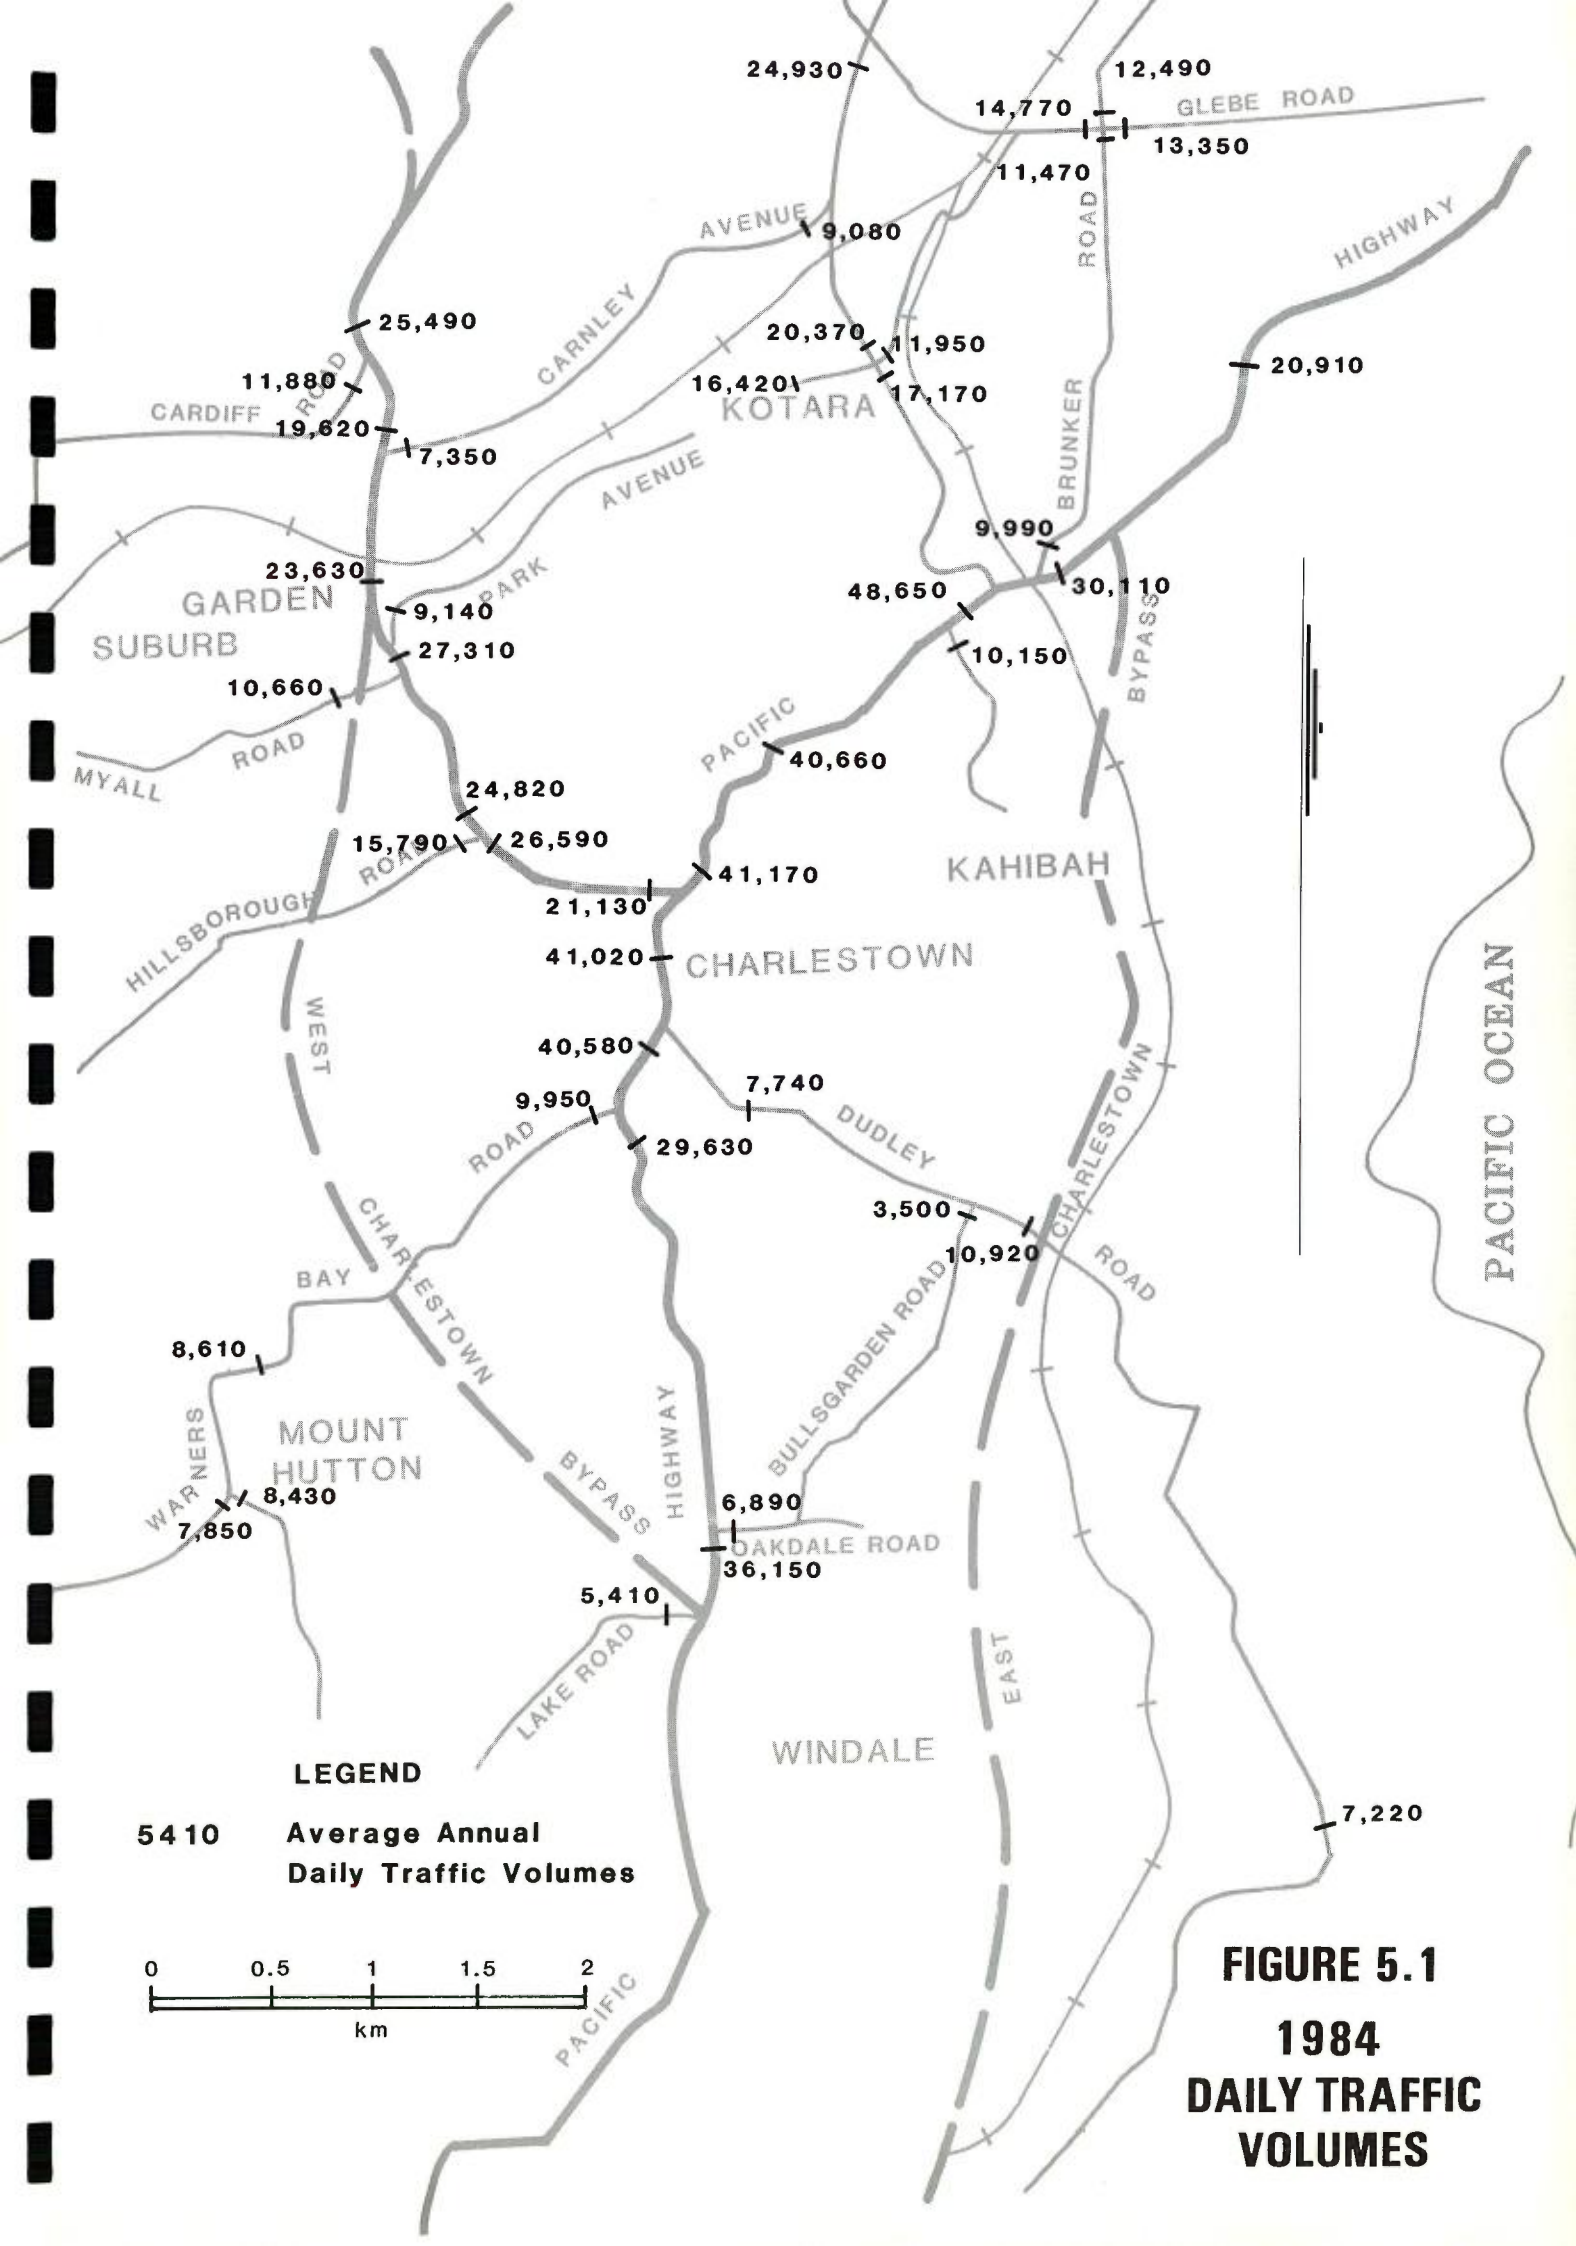 24,930
12,490
14,770
GLEBE ROAD
13,350
11,470
AVENUE
9,080
ROAD
HIGHWAY
25,490
CARNLEY
20,370
11,950
20,910
ROAD
11,880
16,420
17,170
CARDIFF
KOTARA
19,620
7,350
AVENUE
BRUNKER
9,990
23,630
PARK
30,110
GARDEN
48,650
9,140
SUBURB
27,310
10,150
BYPASS
10,660
ROAD
PACIFIC
40,660
MYALL
24,820
15,790
26,590
ROAD
KAHIBAH
41,170
21,130
HILLSBOROUGH
41,020
CHARLESTOWN
WEST
PACIFIC OCEAN
40,580
7,740
9,950
DUDLEY
ROAD
29,630
CHARLESTOWN
3,500
10,920
ROAD
CHARLESTOWN
BAY
8,610
BULLSGARDEN ROAD
HIGHWAY
MOUNT
HUTTON
WARNERS
BYPASS
8,430
7,850
6,890
OAKDALE ROAD
36,150
5,410
LAKE ROAD
EAST
WINDALE
LEGEND
5410 Average Annual
Daily Traffic Volumes
7,220
0 0.5 1 1.5 2
km
PACIFIC
FIGURE 5.1
1984
DAILY TRAFFIC
VOLUMES